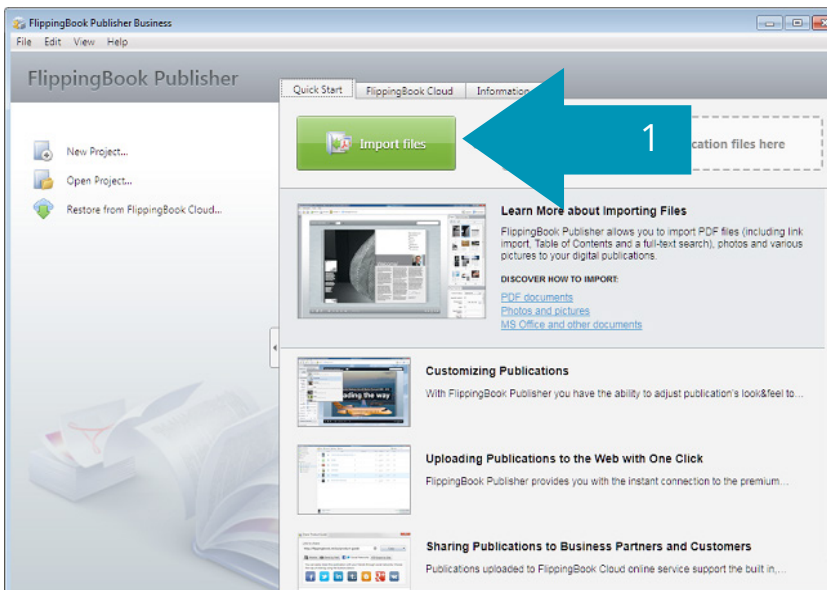 FlippingBook Publisher Business
File Edit View Help
FlippingBook Publisher
Quick Start FlippingBook Cloud Information
New Project...
Open Project...
Restore from FlippingBook Cloud...
Import files
1
cation files here
Learn More about Importing Files
FlippingBook Publisher allows you to import PDF files (including link
import, Table of Contents and a full-text search), photos and various
pictures to your digital publications.
DISCOVER HOW TO IMPORT:
PDF documents
Photos and pictures
MS Office and other documents
Customizing Publications
With FlippingBook Publisher you have the ability to adjust publication's look&feel to...
ading the way
Uploading Publications to the Web with One Click
FlippingBook Publisher provides you with the instant connection to the premium...
Sharing Publications to Business Partners and Customers
Publications uploaded to FlippingBook Cloud online service support the built in,...